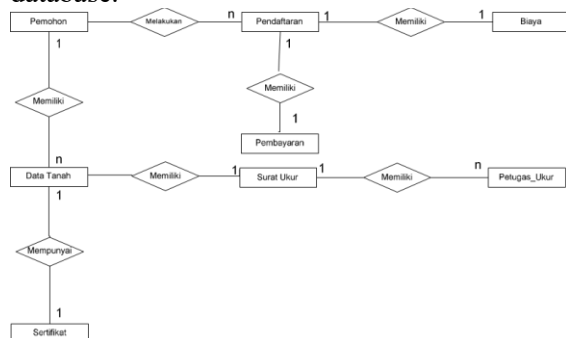 database.
Pemohon Melakukan n Pendaftaran 1 Memiliki 1 Biaya
1 1
Memiliki Memiliki
1
n Pembayaran
Data Tanah Memiliki 1 Surat Ukur 1 Memiliki n Petugas_Ukur
1
Mempunyai
1
Sertifikat